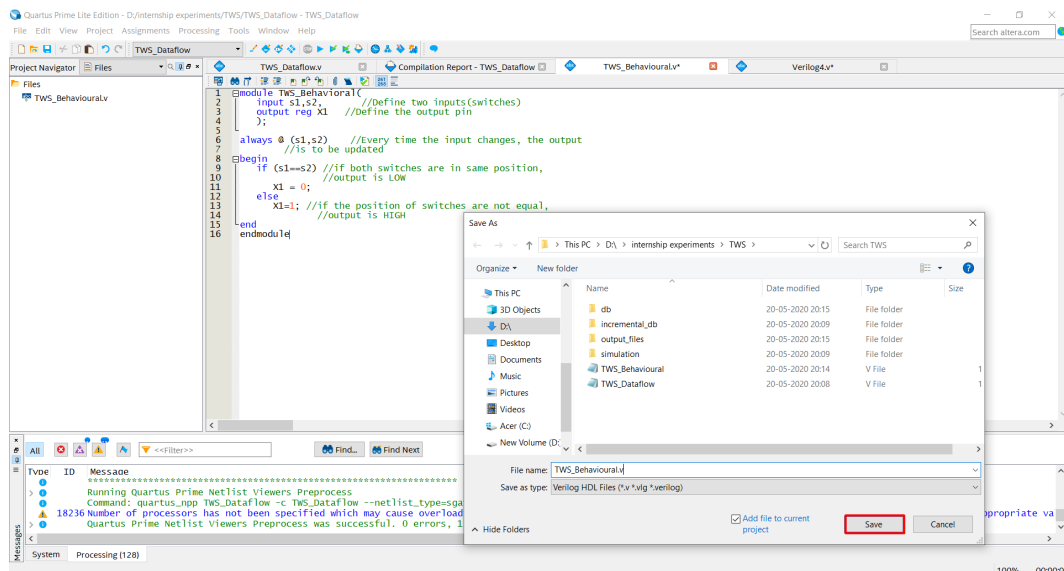 Quartus Prime Lite Edition - D:/internship experiments/TWS/TWS_Dataflow - TWS_Dataflow
File Edit View Project Assignments Processing Tools Window Help
Search altera.com
TWS_Dataflow
Project Navigator Files
TWS_Dataflow.v
Compilation Report - TWS_Dataflow
TWS_Behavioural.v*
Verilog4.v*
Files
TWS_Behavioural.v
1 module TWS_Behavioral(
2 input s1,s2, //Define two inputs(switches)
3 output reg X1 //Define the output pin
4 );
5
6 always @ (s1,s2) //Every time the input changes, the output
7 //is to be updated
8 begin
9 if (s1==s2) //if both switches are in same position,
10 //output is LOW
11 X1 = 0;
12 else
13 X1=1; //if the position of switches are not equal,
14 //output is HIGH
15 end
16 endmodule
Save As
This PC > D:\ > internship experiments > TWS >
Search TWS
Organize New folder
Name Date modified Type Size
This PC
3D Objects
D:\
Desktop
Documents
Music
Pictures
Videos
Acer (C:)
New Volume (D:
db 20-05-2020 20:15 File folder
incremental_db 20-05-2020 20:09 File folder
output_files 20-05-2020 20:15 File folder
simulation 20-05-2020 20:09 File folder
TWS_Behavioural 20-05-2020 20:14 V File 1
TWS_Dataflow 20-05-2020 20:08 V File 1
File name: TWS_Behavioural.v
Save as type: Verilog HDL Files (*.v *.vlg *.verilog)
Hide Folders
Add file to current project
Save Cancel
All <<Filter>> Find... Find Next
Type ID Message
Running Quartus Prime Netlist Viewers Preprocess
Command: quartus_npp TWS_Dataflow -c TWS_Dataflow --netlist_type=sga
18236 Number of processors has not been specified which may cause overload
propriate va
Quartus Prime Netlist Viewers Preprocess was successful. 0 errors, 1
System Processing (128)
Messages
100%